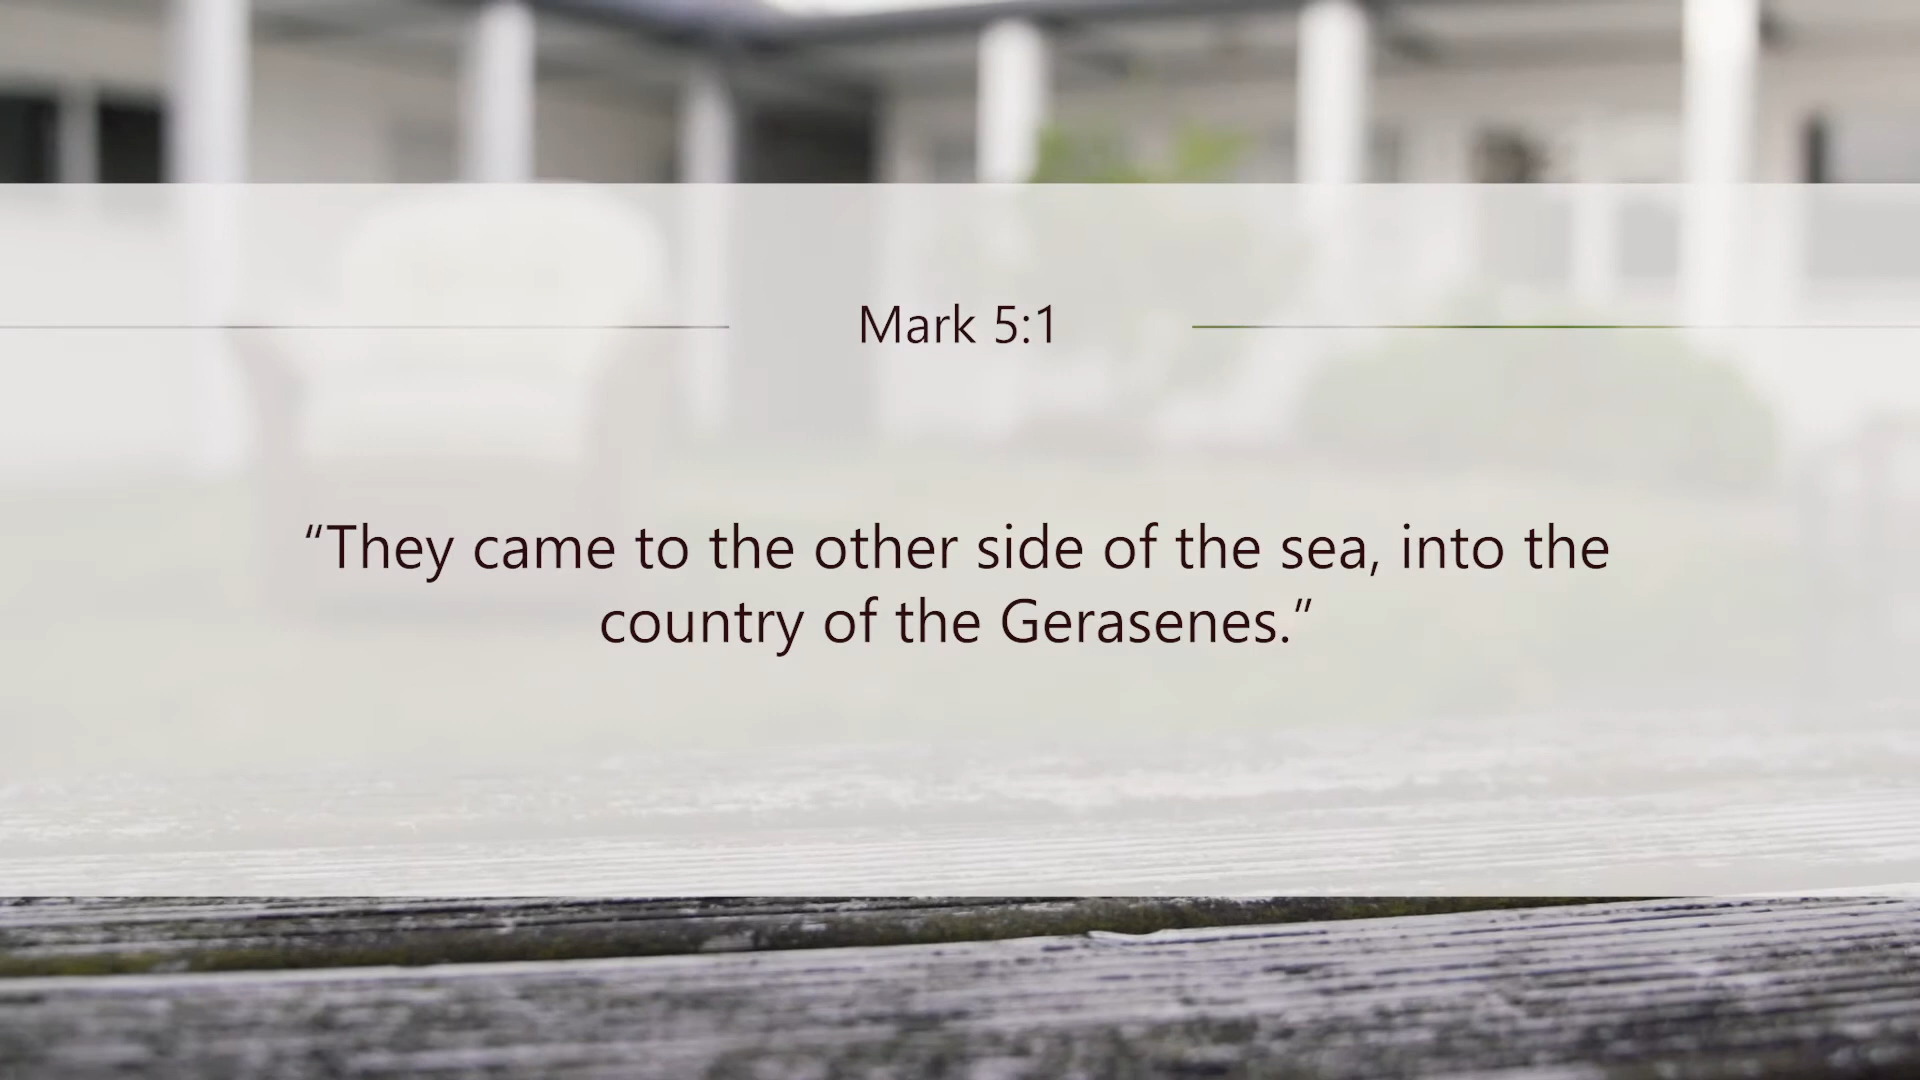 Mark 5:1
“They came to the other side of the sea, into the
country of the Gerasenes.”